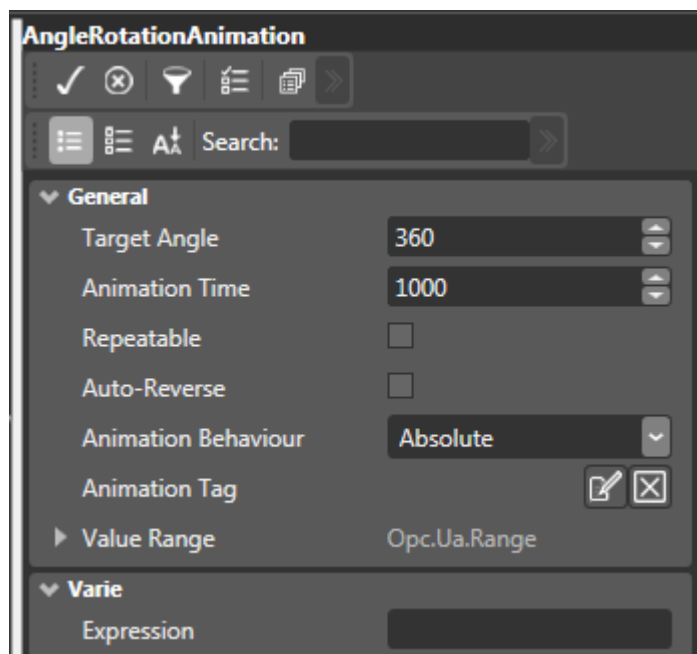 AngleRotationAnimation
Search:
General
Target Angle 360
Animation Time 1000
Repeatable
Auto-Reverse
Animation Behaviour Absolute
Animation Tag
Value Range Opc.Ua.Range
Varie
Expression